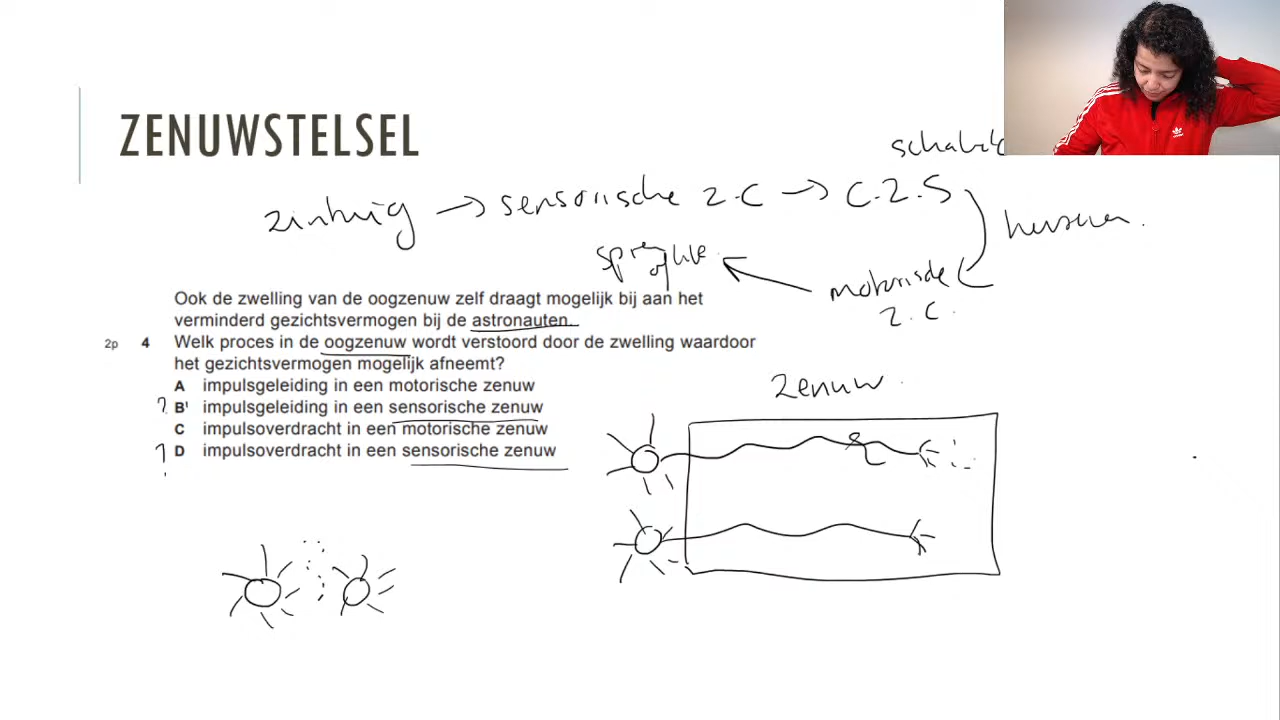 ZENUWSTELSEL
zintuig → sensorische z.c → C.Z.S
hersenen.
motorische
z.c.
Ook de zwelling van de oogzenuw zelf draagt mogelijk bij aan het
verminderd gezichtsvermogen bij de astronauten.
2p 4 Welk proces in de oogzenuw wordt verstoord door de zwelling waardoor
het gezichtsvermogen mogelijk afneemt?
A impulsgeleiding in een motorische zenuw
? B impulsgeleiding in een sensorische zenuw
C impulsoverdracht in een motorische zenuw
? D impulsoverdracht in een sensorische zenuw
Zenuw